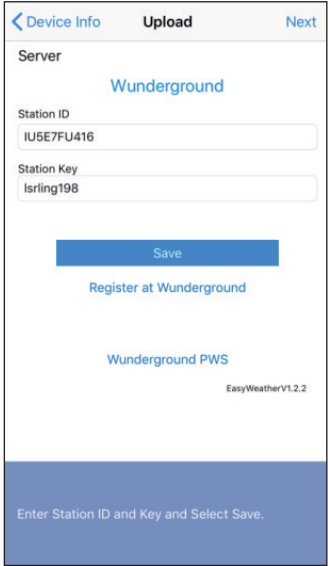 Device Info Upload Next
Server
Wunderground
Station ID
IU5E7FU416
Station Key
lsrling198
Save
Register at Wunderground
Wunderground PWS
EasyWeatherV1.2.2
Enter Station ID and Key and Select Save.